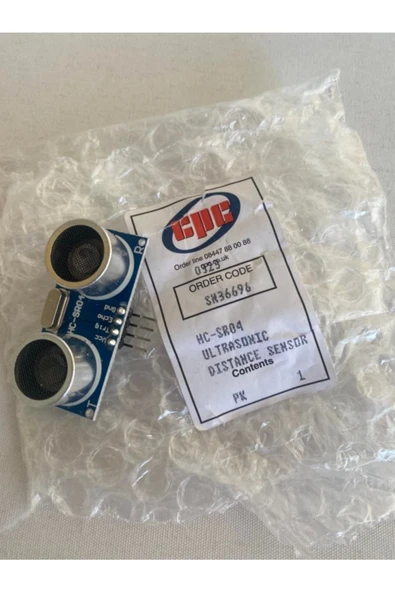 cpc
Order line 08447 88 00 88
0323
ORDER CODE
SN36696
HC-SR04
ULTRASONIC
DISTANCE SENSOR
Contents
PK 1
R
HC-SR04
Vcc
Trig
Echo
Gnd
T